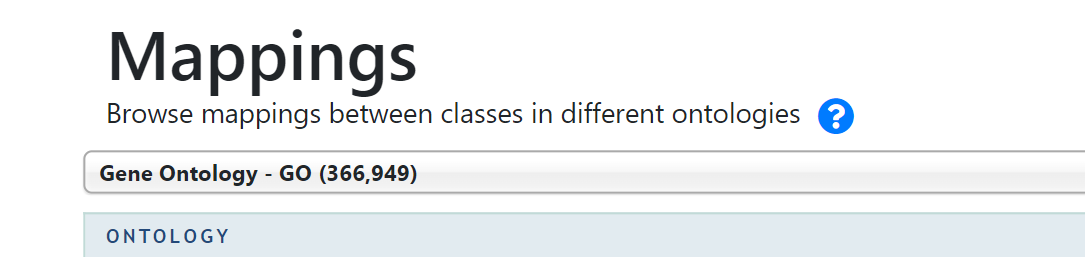 Mappings
Browse mappings between classes in different ontologies ?
Gene Ontology - GO (366,949)
ONTOLOGY